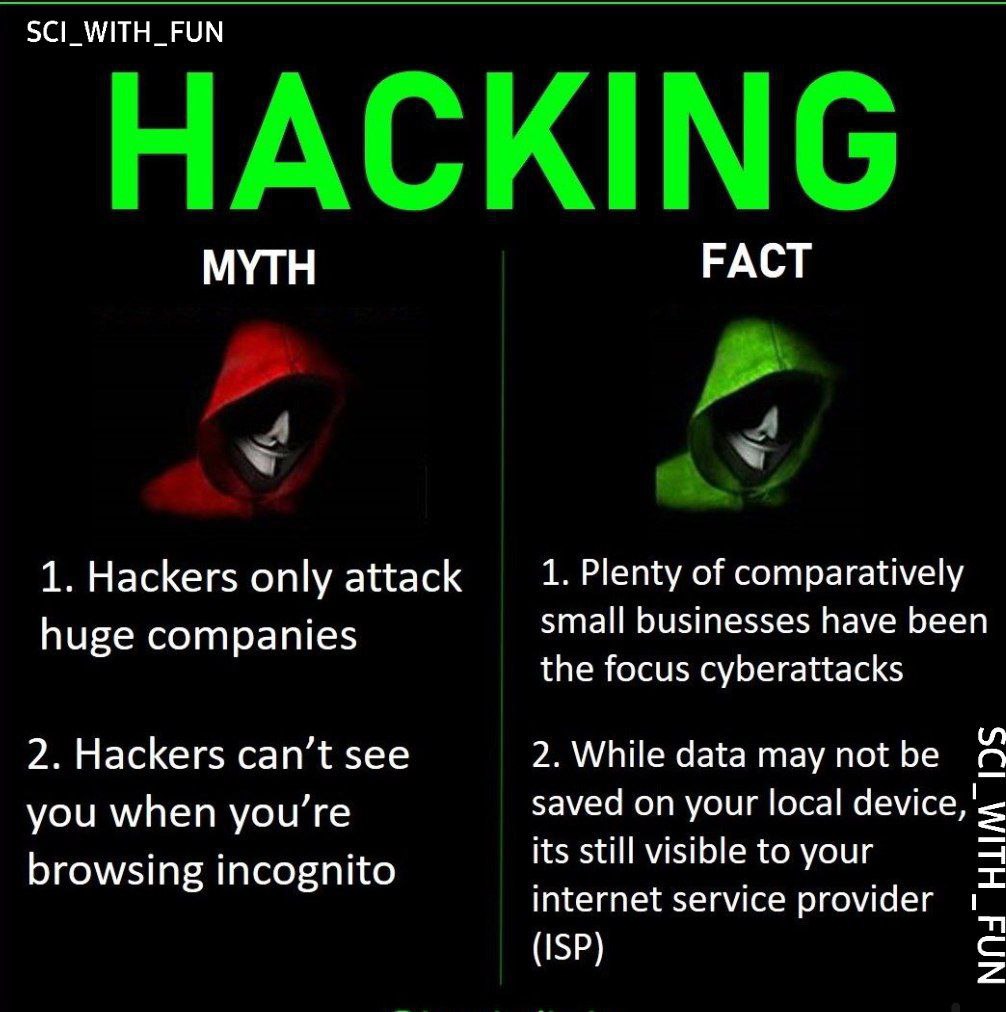 SCI_WITH_FUN
HACKING
MYTH
1. Hackers only attack
huge companies
2. Hackers can’t see
you when you’re
browsing incognito
FACT
1. Plenty of comparatively
small businesses have been
the focus cyberattacks
2. While data may not be
saved on your local device,
its still visible to your
internet service provider
(ISP)
SCI_WITH_FUN